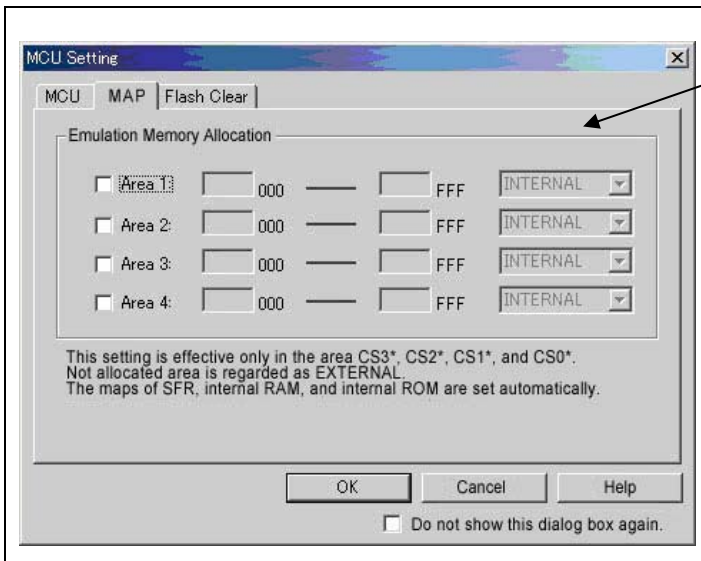 MCU Setting
MCU MAP Flash Clear
Emulation Memory Allocation
Area 1: 000 FFF INTERNAL
Area 2: 000 FFF INTERNAL
Area 3: 000 FFF INTERNAL
Area 4: 000 FFF INTERNAL
This setting is effective only in the area CS3*, CS2*, CS1*, and CS0*.
Not allocated area is regarded as EXTERNAL.
The maps of SFR, internal RAM, and internal ROM are set automatically.
OK Cancel Help
Do not show this dialog box again.